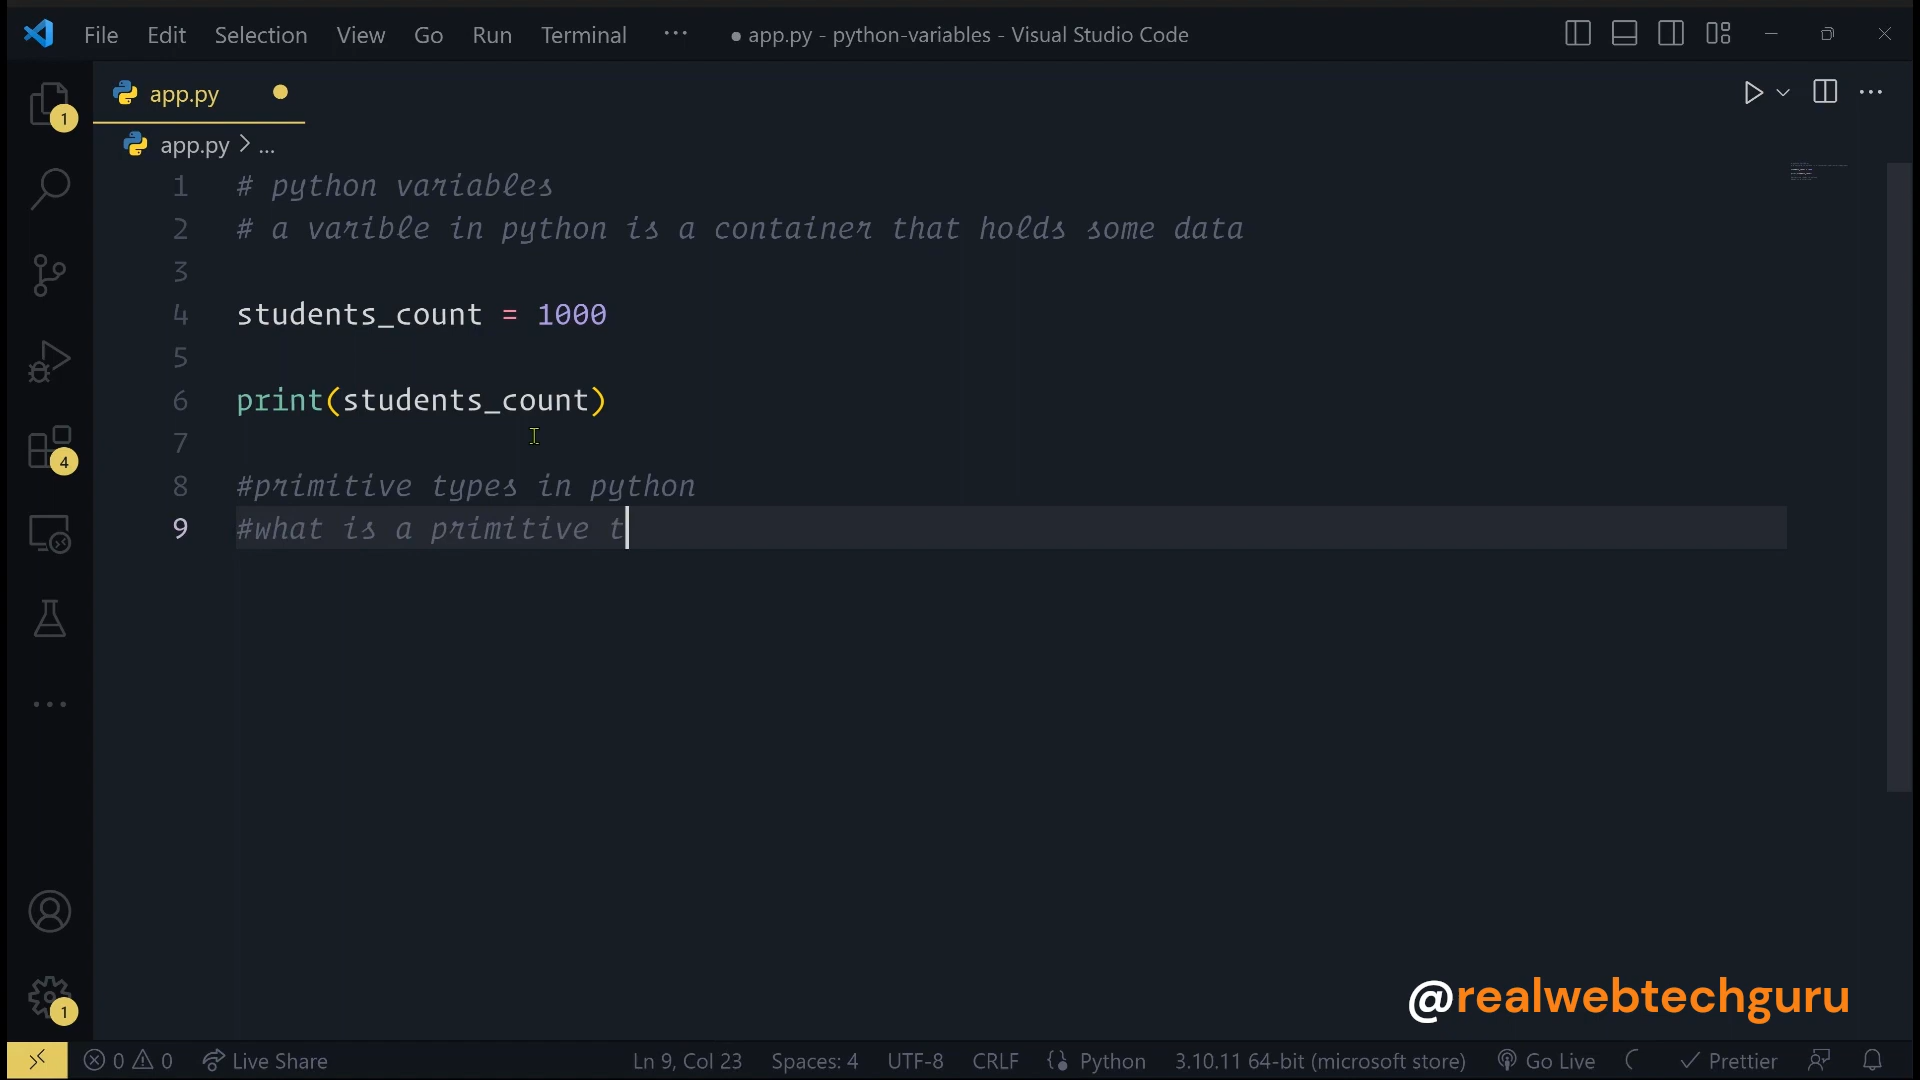 File Edit Selection View Go Run Terminal ··· ● app.py - python-variables - Visual Studio Code
app.py
app.py > ...
1 # python variables
2 # a varible in python is a container that holds some data
3
4 students_count = 1000
5
6 print(students_count)
7
8 #primitive types in python
9 #what is a primitive t
1
4
1
@realwebtechguru
0 0 Live Share Ln 9, Col 23 Spaces: 4 UTF-8 CRLF Python 3.10.11 64-bit (microsoft store) Go Live Prettier